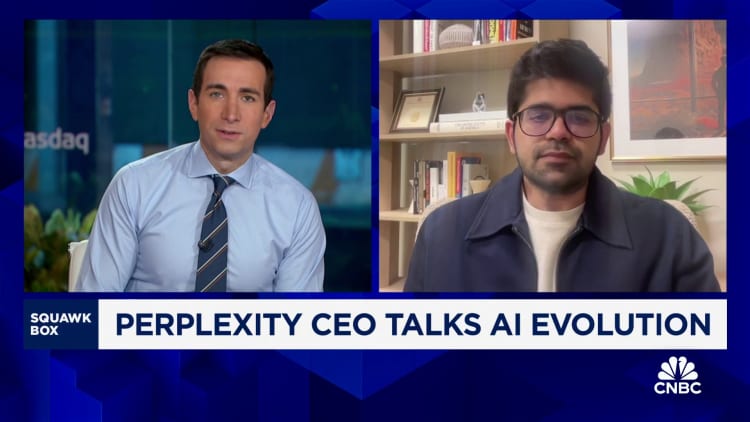 asdaq
SQUAWK
BOX
PERPLEXITY CEO TALKS AI EVOLUTION
CNBC